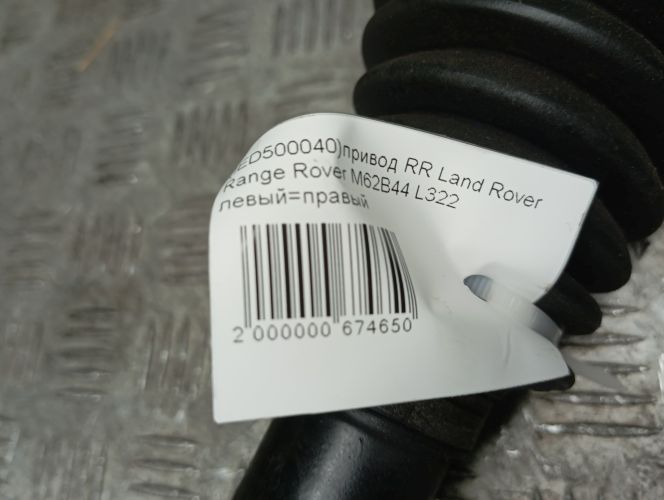 ED500040)привод RR Land Rover
Range Rover M62B44 L322
левый=правый
2 000000 674650